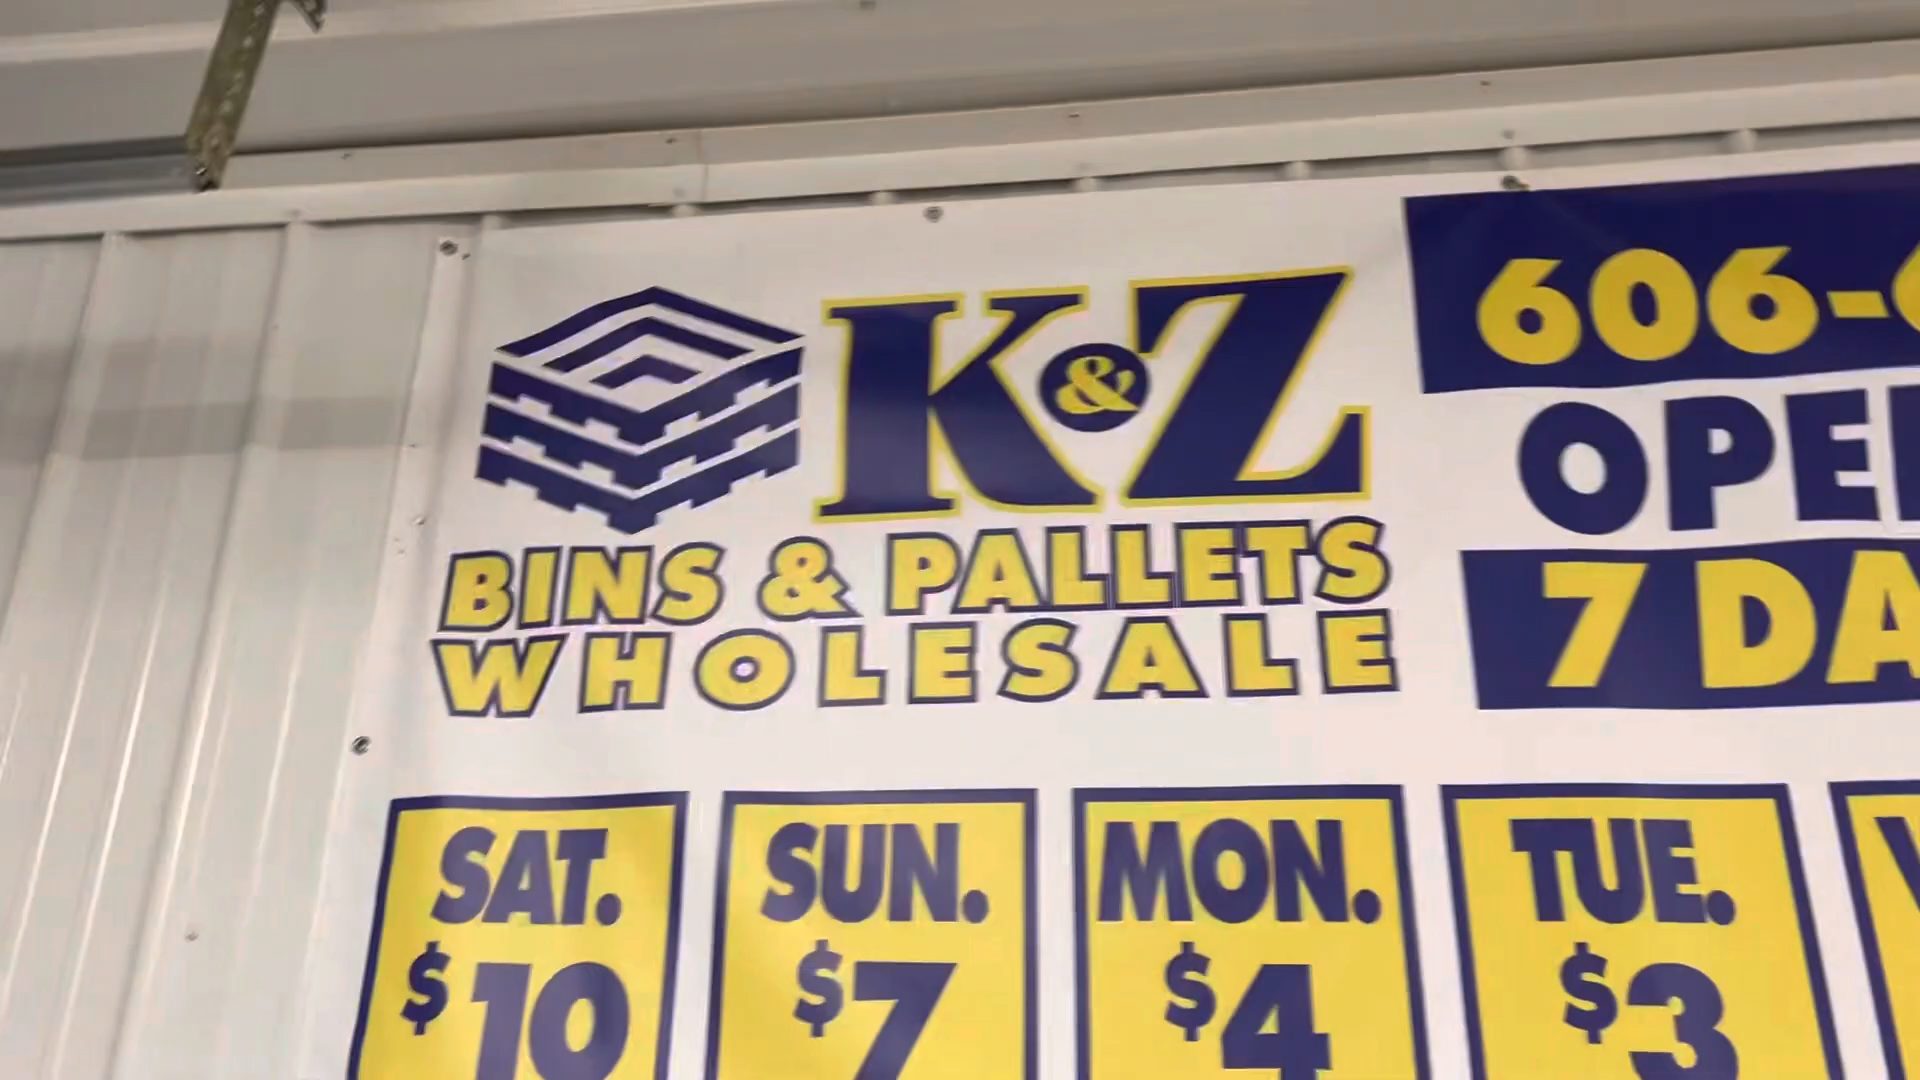 K&Z
BINS & PALLETS
WHOLESALE
606-
OPE
7 DA
SAT.
$10
SUN.
$7
MON.
$4
TUE.
$3